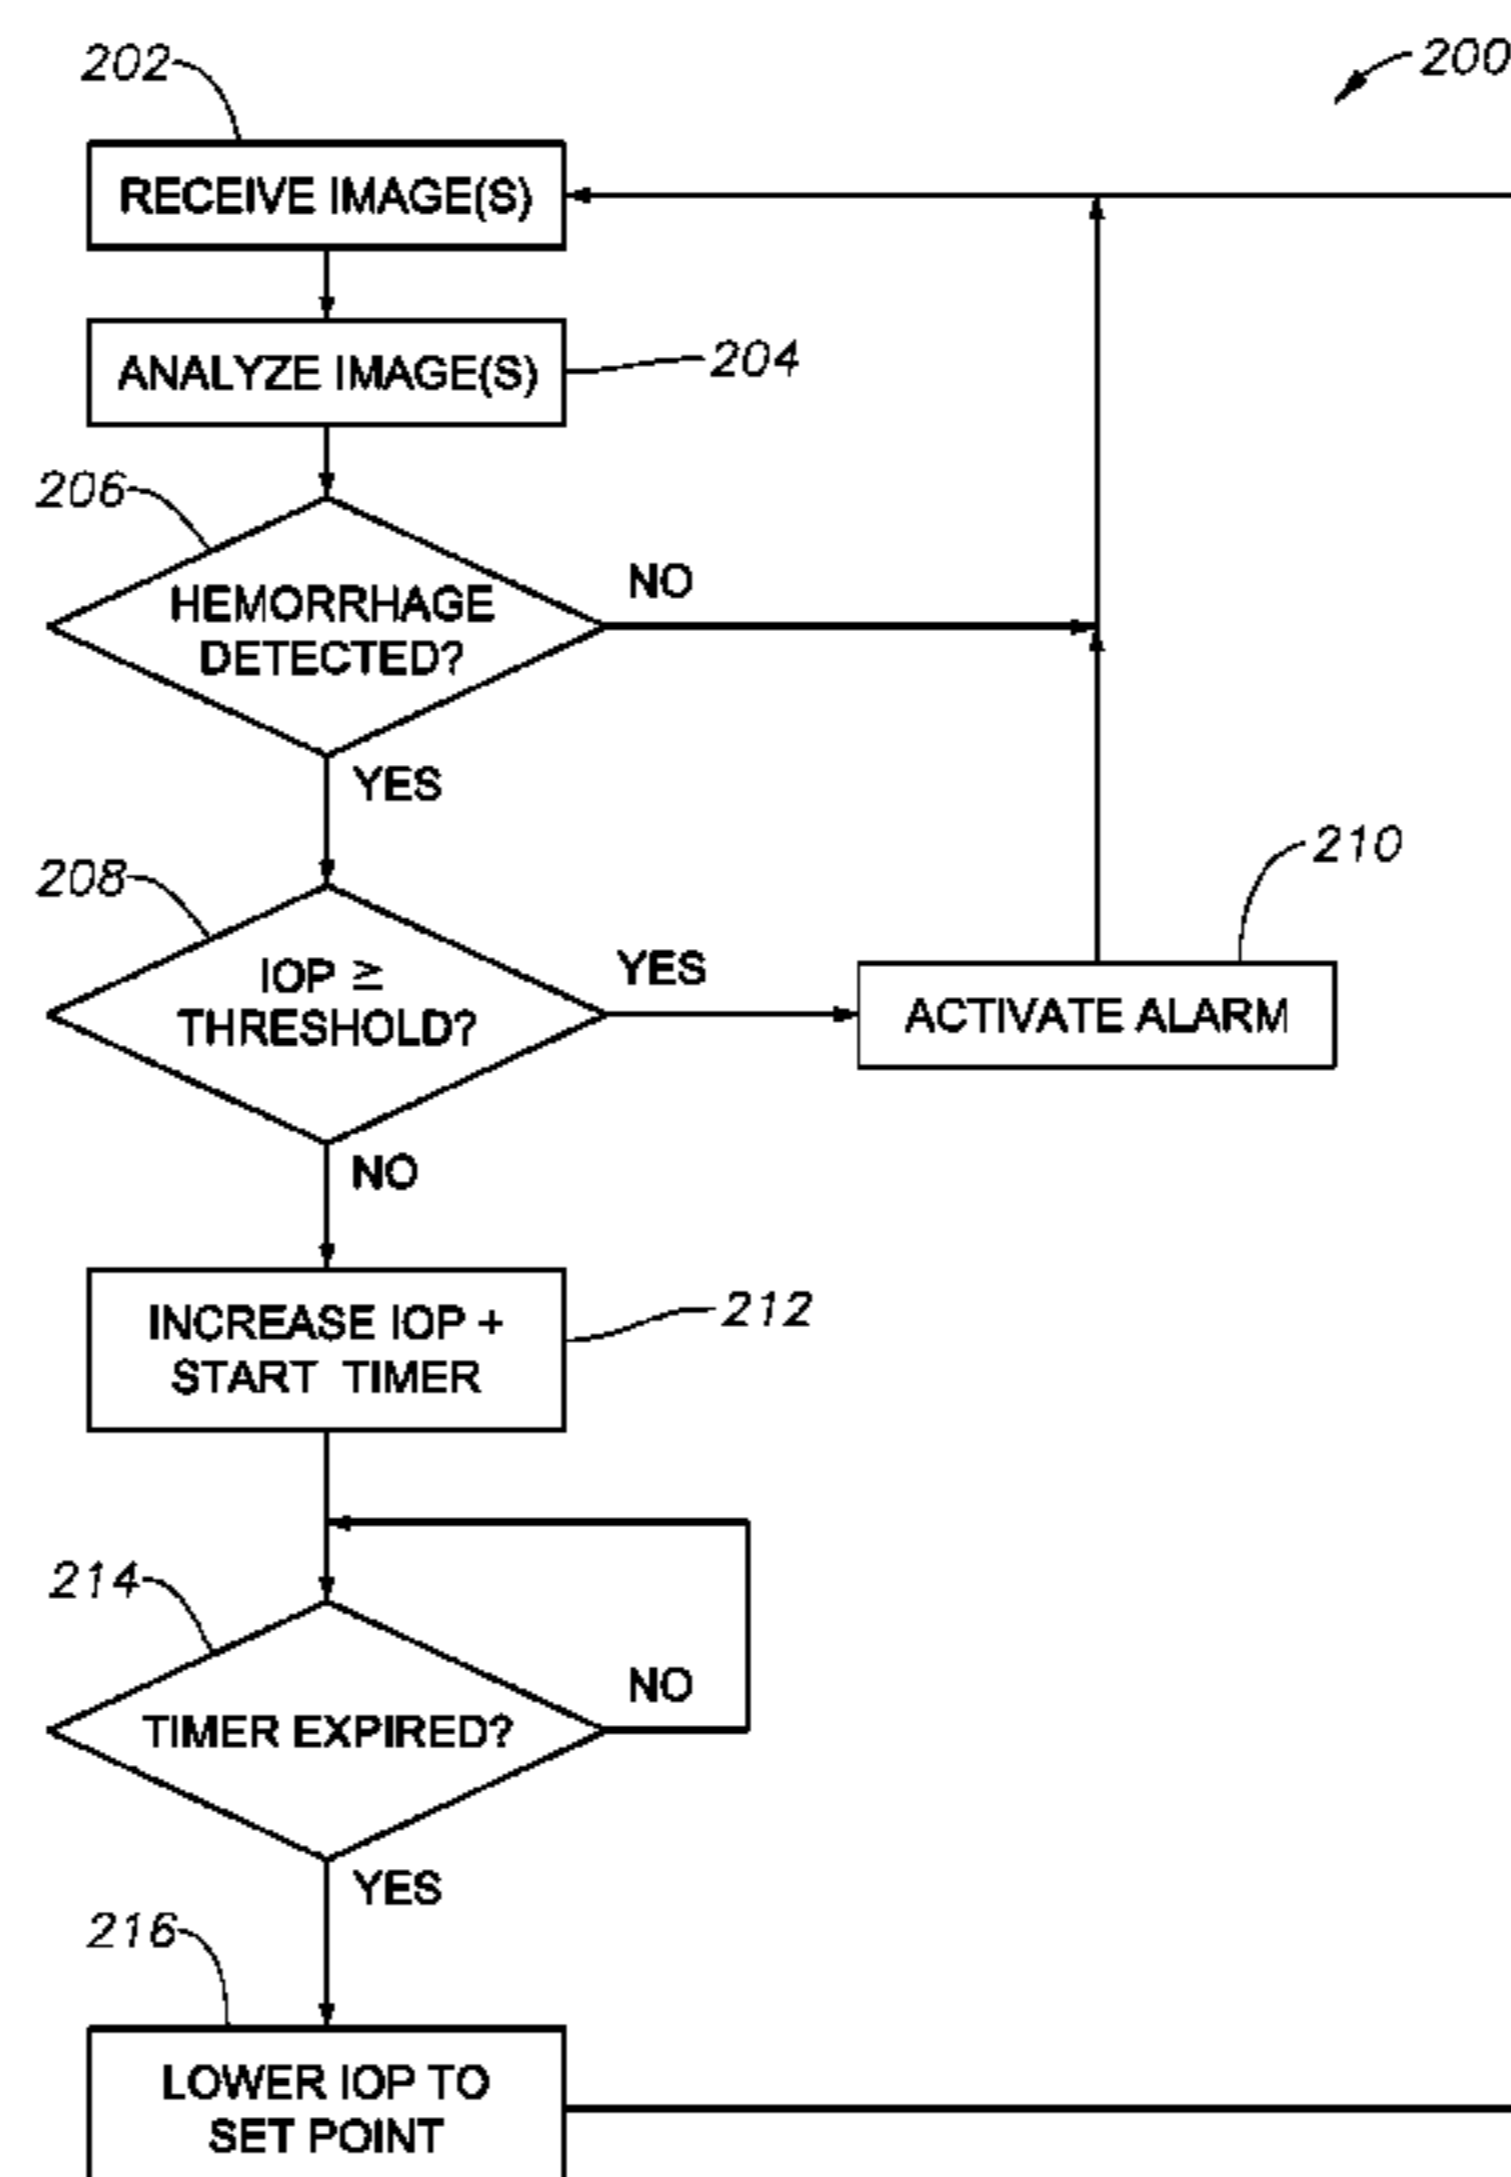 202
200
RECEIVE IMAGE(S)
ANALYZE IMAGE(S)
204
206
HEMORRHAGE
DETECTED?
NO
YES
208
IOP ≥
THRESHOLD?
YES
210
ACTIVATE ALARM
NO
INCREASE IOP +
START TIMER
212
214
TIMER EXPIRED?
NO
YES
216
LOWER IOP TO
SET POINT